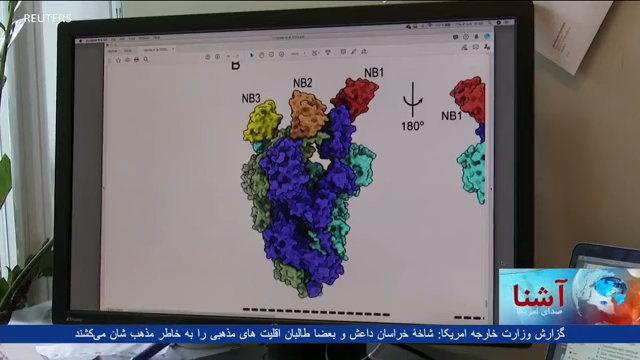 REUTERS
B
NB1
NB2
NB3
180°
NB1
آشنا
صدای امریکا
گزارش وزارت خارجه امریکا: شاخهٔ خراسان داعش و بعضا طالبان اقلیت های مذهبی را به خاطر مذهب شان می‌کشند